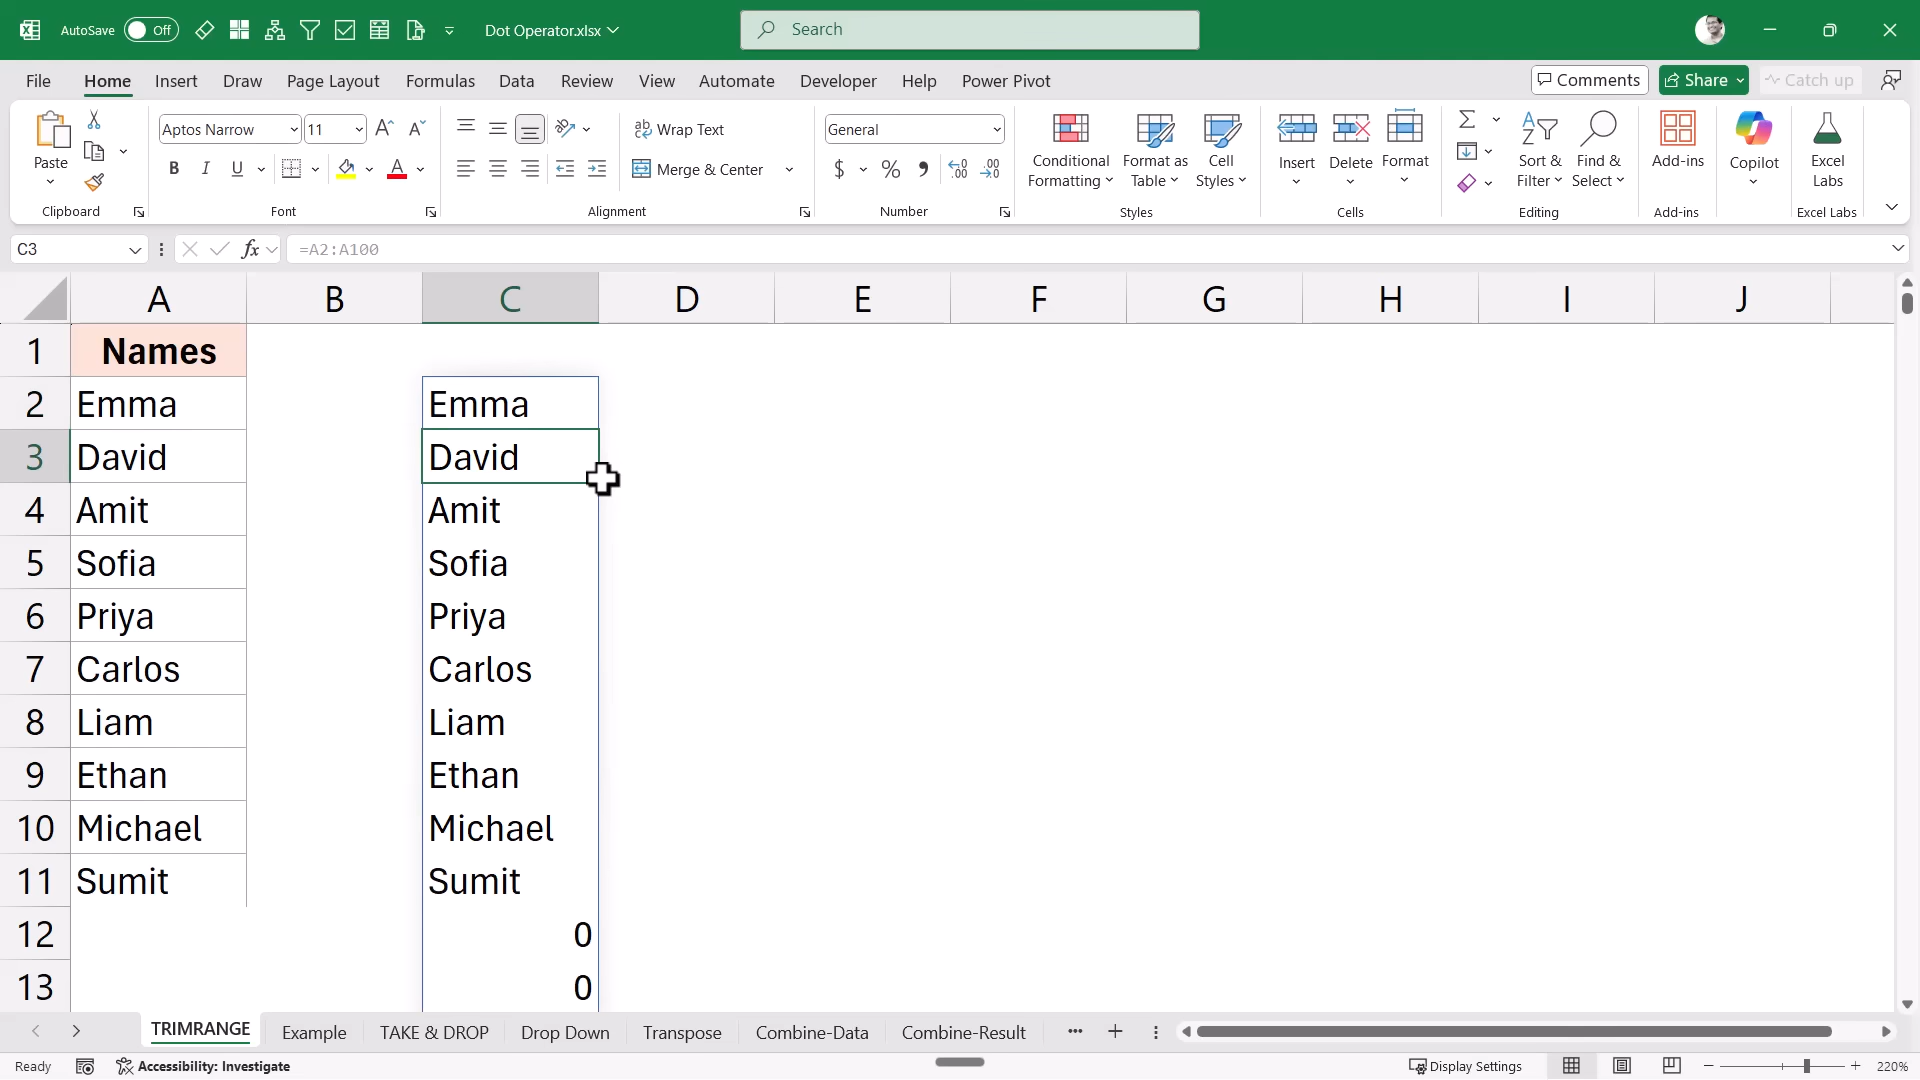 AutoSave Off Dot Operator.xlsx Search
File Home Insert Draw Page Layout Formulas Data Review View Automate Developer Help Power Pivot Comments Share Catch up
Paste
Clipboard
Aptos Narrow 11
B I U
Font
Wrap Text
Merge & Center
Alignment
General
$ %
Number
Conditional Formatting
Format as Table
Cell Styles
Styles
Insert
Delete
Format
Cells
Sort & Filter
Find & Select
Editing
Add-ins
Add-ins
Copilot
Excel Labs
Excel Labs
C3 fx =A2:A100
A B C D E F G H I J
1 Names
2 Emma Emma
3 David David
4 Amit Amit
5 Sofia Sofia
6 Priya Priya
7 Carlos Carlos
8 Liam Liam
9 Ethan Ethan
10 Michael Michael
11 Sumit Sumit
12 0
13 0
TRIMRANGE Example TAKE & DROP Drop Down Transpose Combine-Data Combine-Result
Ready Accessibility: Investigate Display Settings 220%